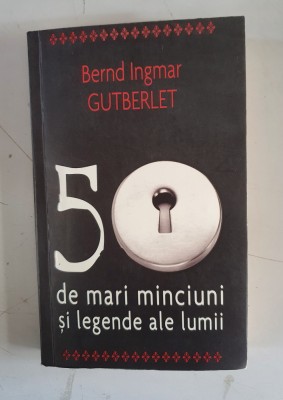 Bernd Ingmar
GUTBERLET
50
de mari minciuni
și legende ale lumii